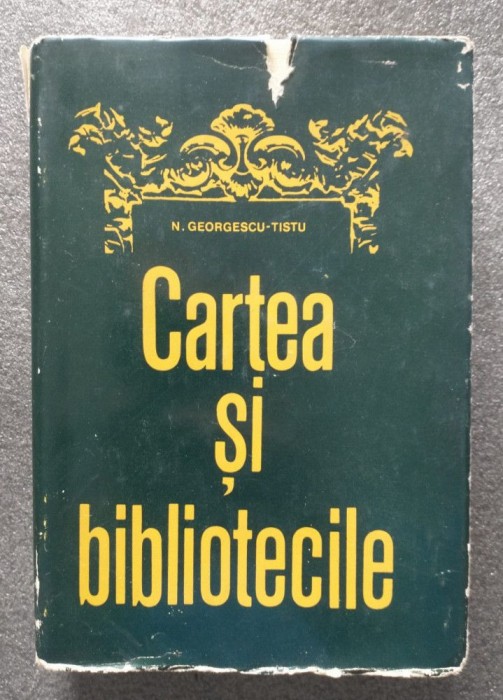 N. GEORGESCU-TISTU
Cartea
și
bibliotecile